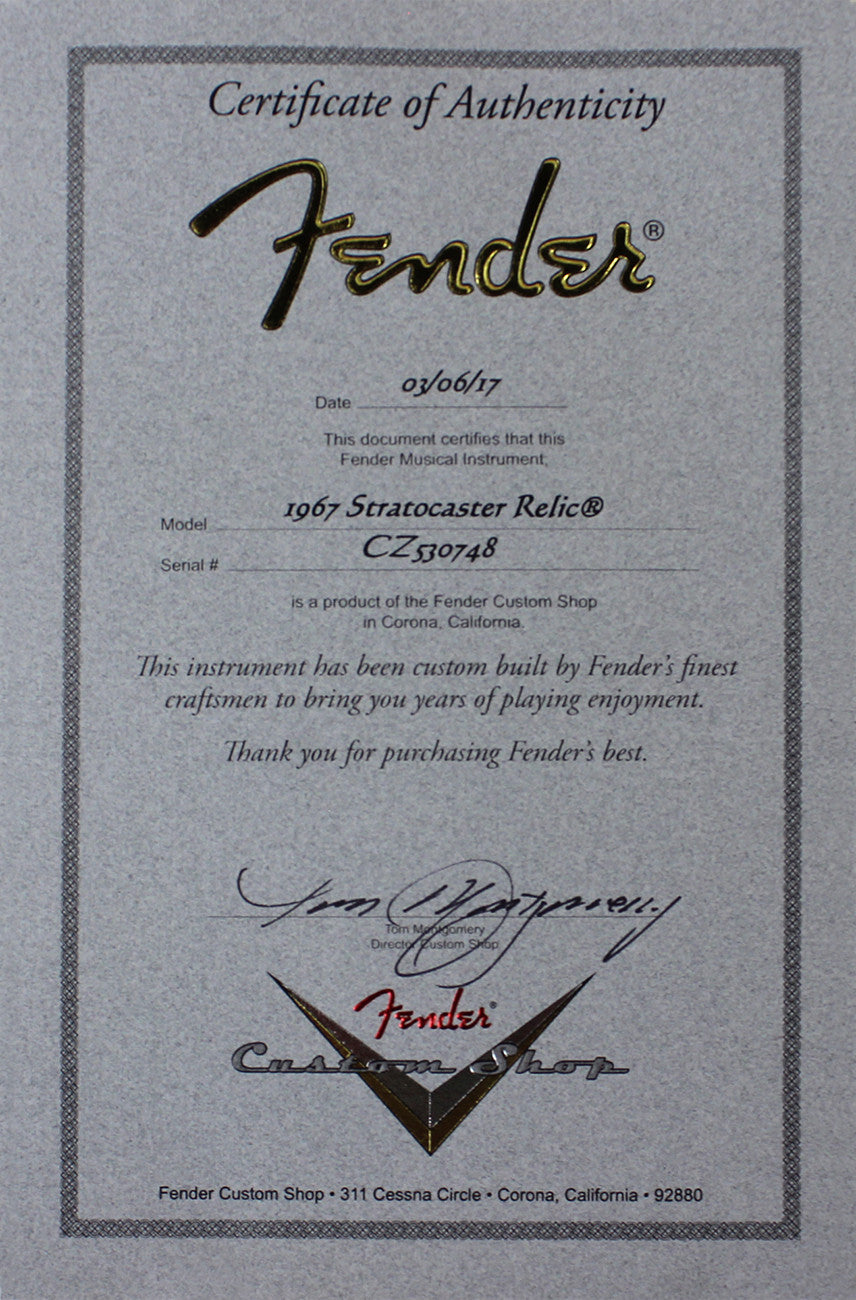 Certificate of Authenticity
Fender®
Date 03/06/17
This document certifies that this
Fender Musical Instrument,
Model 1967 Stratocaster Relic®
Serial # CZ530748
is a product of the Fender Custom Shop
in Corona, California.
This instrument has been custom built by Fender's finest
craftsmen to bring you years of playing enjoyment.
Thank you for purchasing Fender's best.
Tom Montgomery
Tom Montgomery
Director Custom Shop
Fender®
Custom Shop
Fender Custom Shop • 311 Cessna Circle • Corona, California • 92880